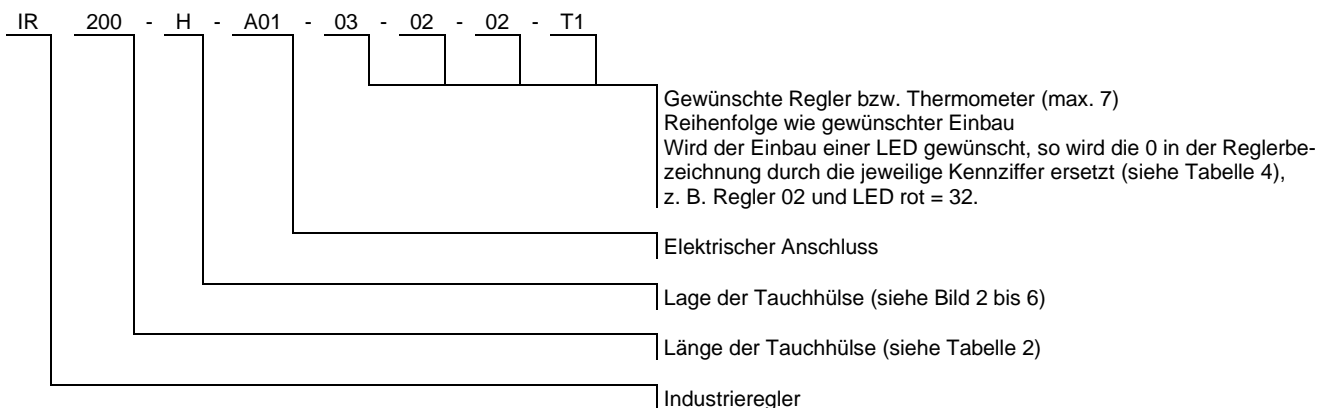 IR 200 - H - A01 - 03 - 02 - 02 - T1
Gewünschte Regler bzw. Thermometer (max. 7)
Reihenfolge wie gewünschter Einbau
Wird der Einbau einer LED gewünscht, so wird die 0 in der Reglerbe-
zeichnung durch die jeweilige Kennziffer ersetzt (siehe Tabelle 4),
z. B. Regler 02 und LED rot = 32.
Elektrischer Anschluss
Lage der Tauchhülse (siehe Bild 2 bis 6)
Länge der Tauchhülse (siehe Tabelle 2)
Industrieregler